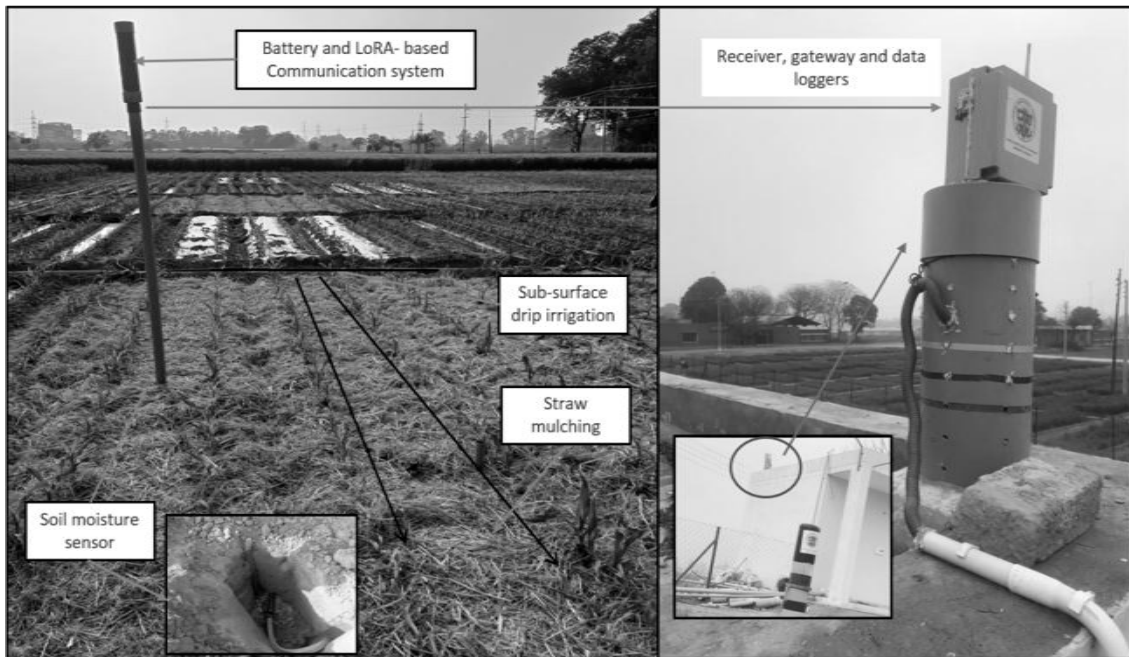 Battery and LoRA- based
Communication system
Receiver, gateway and data
loggers
Sub-surface
drip irrigation
Straw
mulching
Soil moisture
sensor